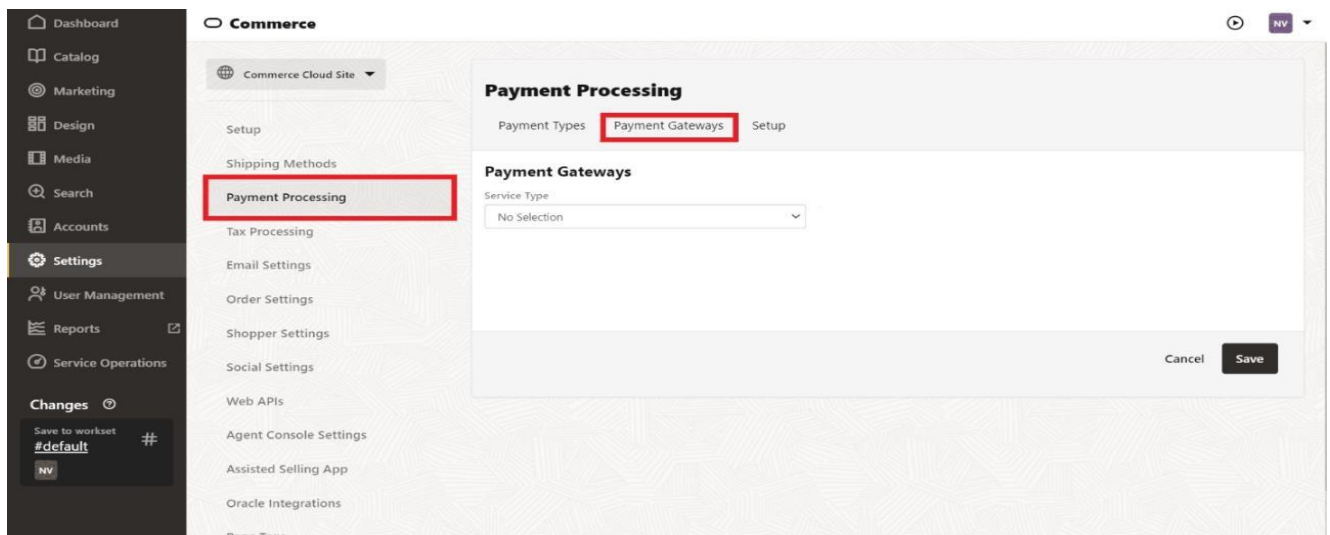 Dashboard
Catalog
Marketing
Design
Media
Search
Accounts
Settings
User Management
Reports
Service Operations
Changes
Save to workset
#default
#
NV
Commerce
NV
Commerce Cloud Site
Setup
Shipping Methods
Payment Processing
Tax Processing
Email Settings
Order Settings
Shopper Settings
Social Settings
Web APIs
Agent Console Settings
Assisted Selling App
Oracle Integrations
Payment Processing
Payment Types Payment Gateways Setup
Payment Gateways
Service Type
No Selection
Cancel Save